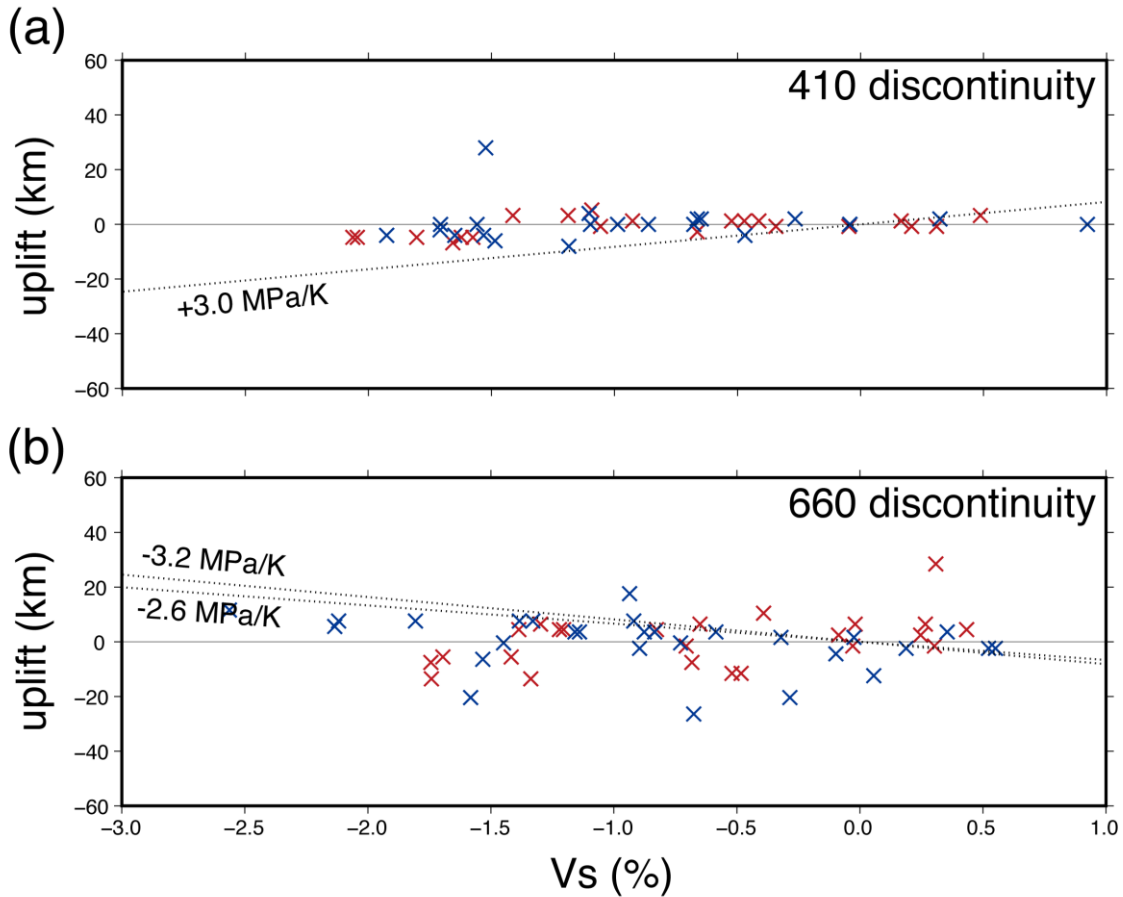 (a)
410 discontinuity
uplift (km)
60
40
20
0
−20
−40
−60
+3.0 MPa/K
(b)
660 discontinuity
uplift (km)
60
40
20
0
−20
−40
−60
-3.2 MPa/K
-2.6 MPa/K
−3.0 −2.5 −2.0 −1.5 −1.0 −0.5 0.0 0.5 1.0
Vs (%)